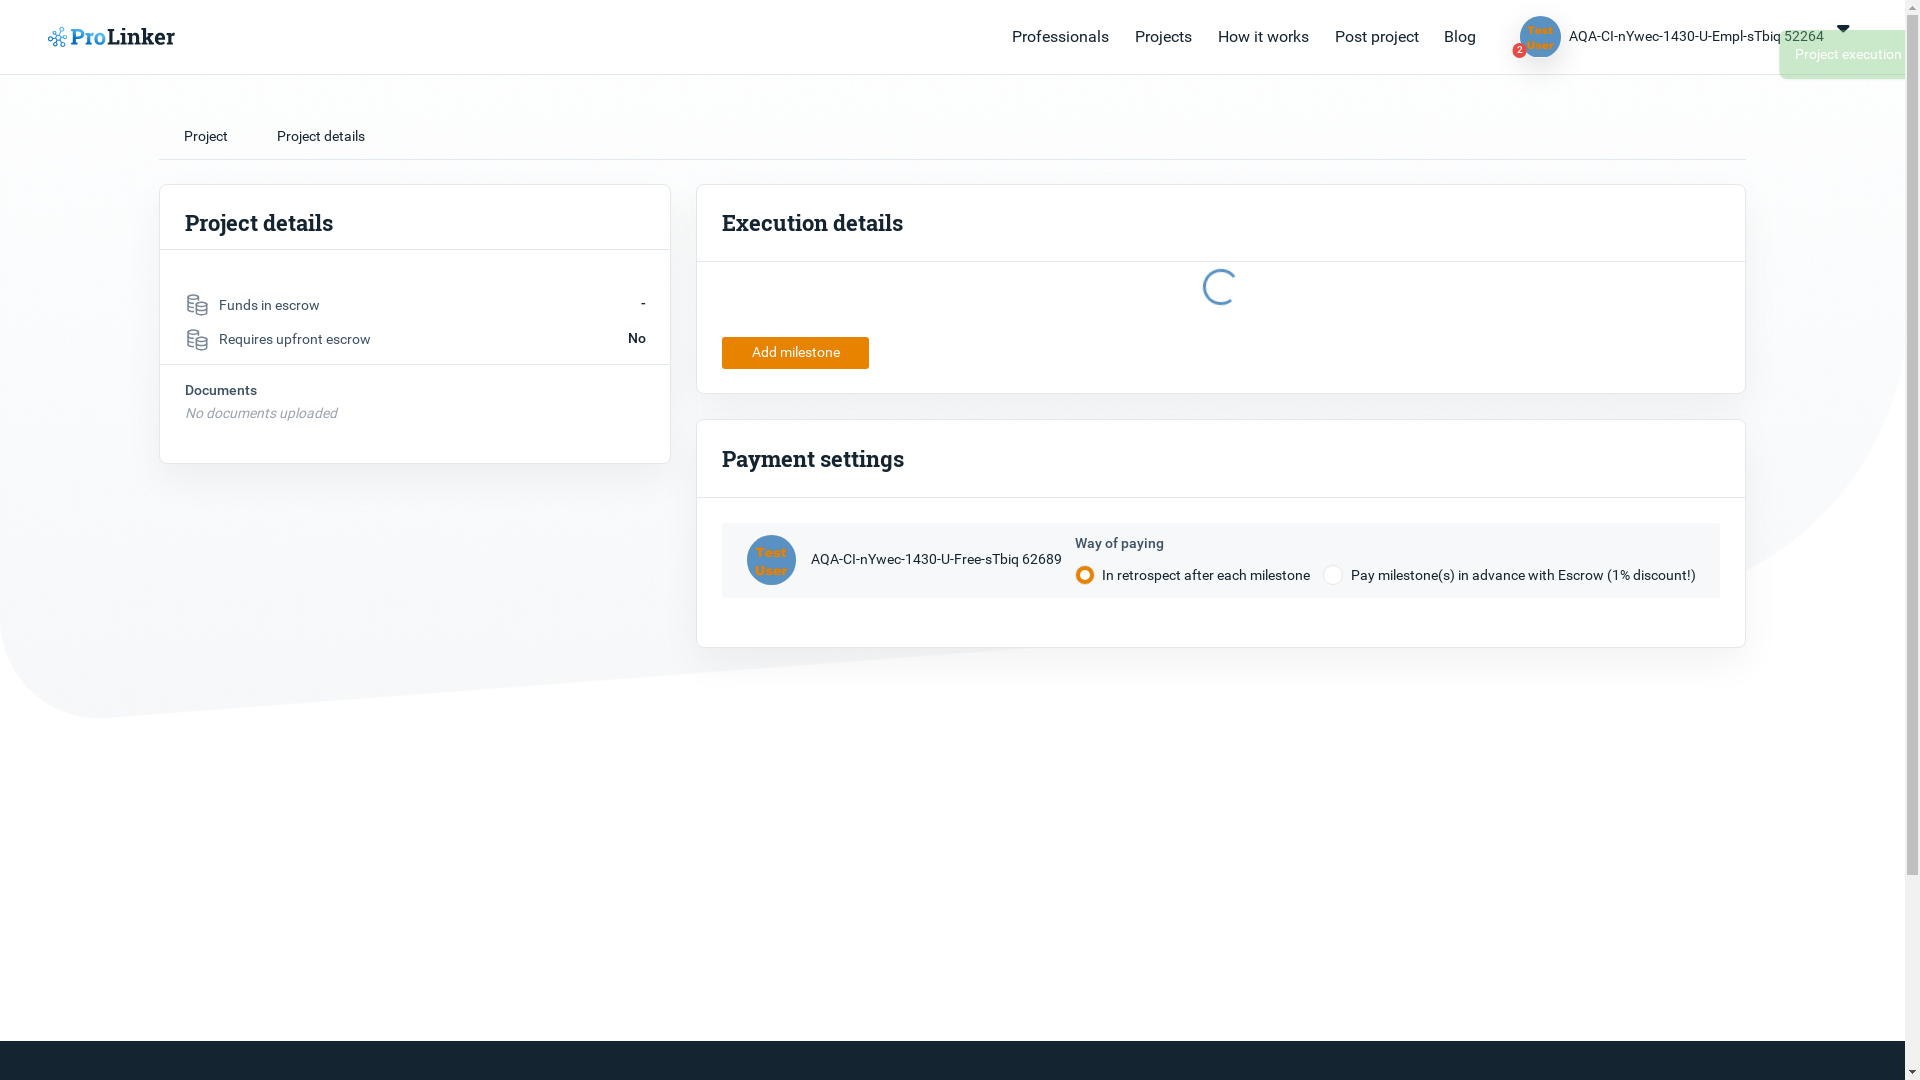 ProLinker
Professionals
Projects
How it works
Post project
Blog
Test
User
2
AQA-CI-nYwec-1430-U-Empl-sTbiq 52264
Project execution
Project
Project details
Project details
Funds in escrow
-
Requires upfront escrow
No
Documents
No documents uploaded
Execution details
Add milestone
Payment settings
Test
User
AQA-CI-nYwec-1430-U-Free-sTbiq 62689
Way of paying
In retrospect after each milestone
Pay milestone(s) in advance with Escrow (1% discount!)